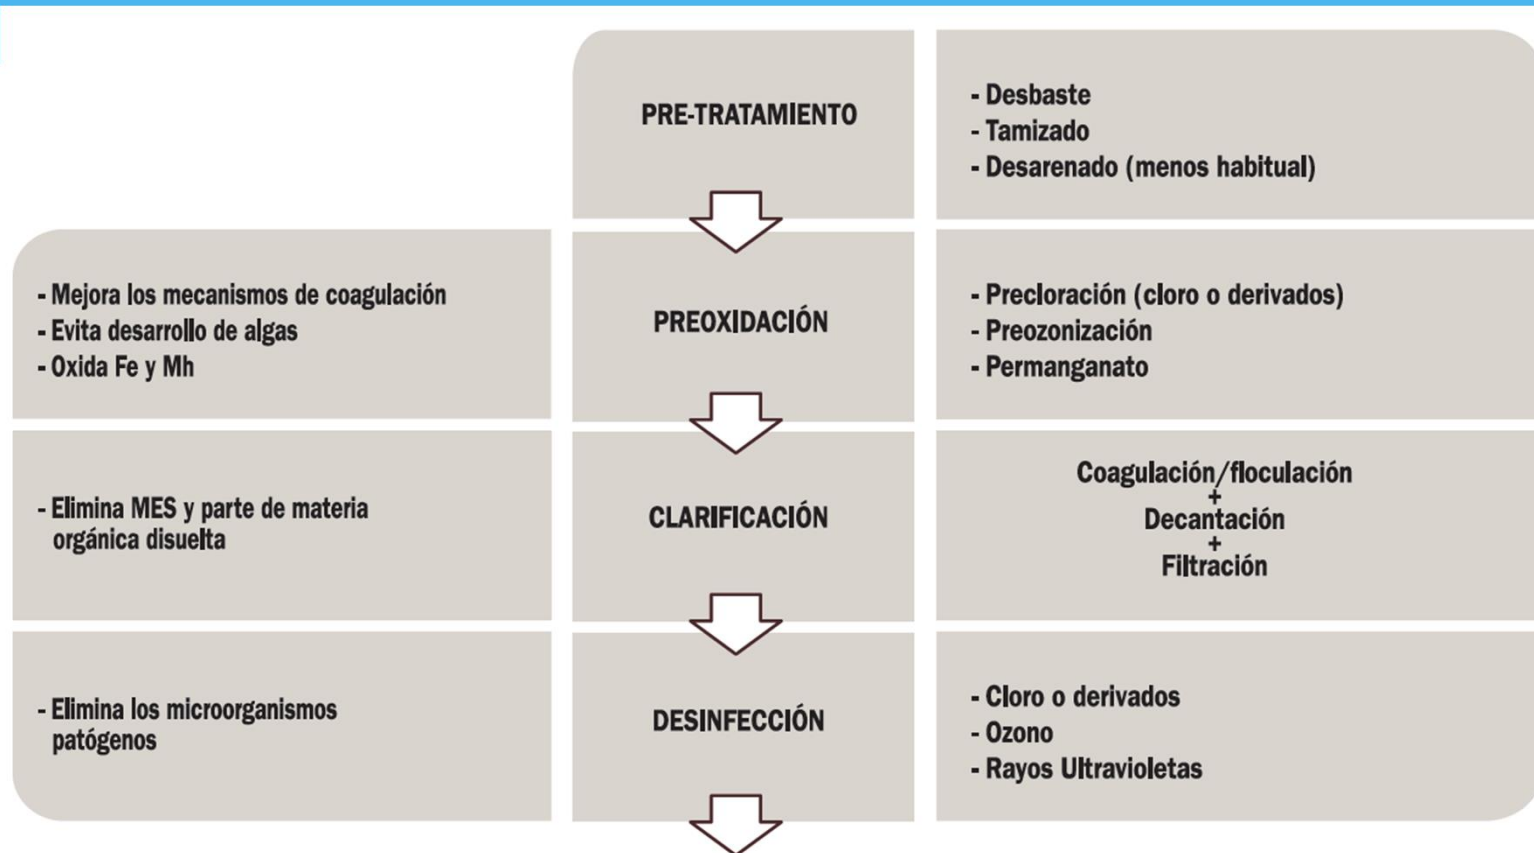 PRE-TRATAMIENTO
- Desbaste
- Tamizado
- Desarenado (menos habitual)
- Mejora los mecanismos de coagulación
- Evita desarrollo de algas
- Oxida Fe y Mh
PREOXIDACIÓN
- Precloración (cloro o derivados)
- Preozonización
- Permanganato
- Elimina MES y parte de materia
orgánica disuelta
CLARIFICACIÓN
Coagulación/floculación
+
Decantación
+
Filtración
- Elimina los microorganismos
patógenos
DESINFECCIÓN
- Cloro o derivados
- Ozono
- Rayos Ultravioletas